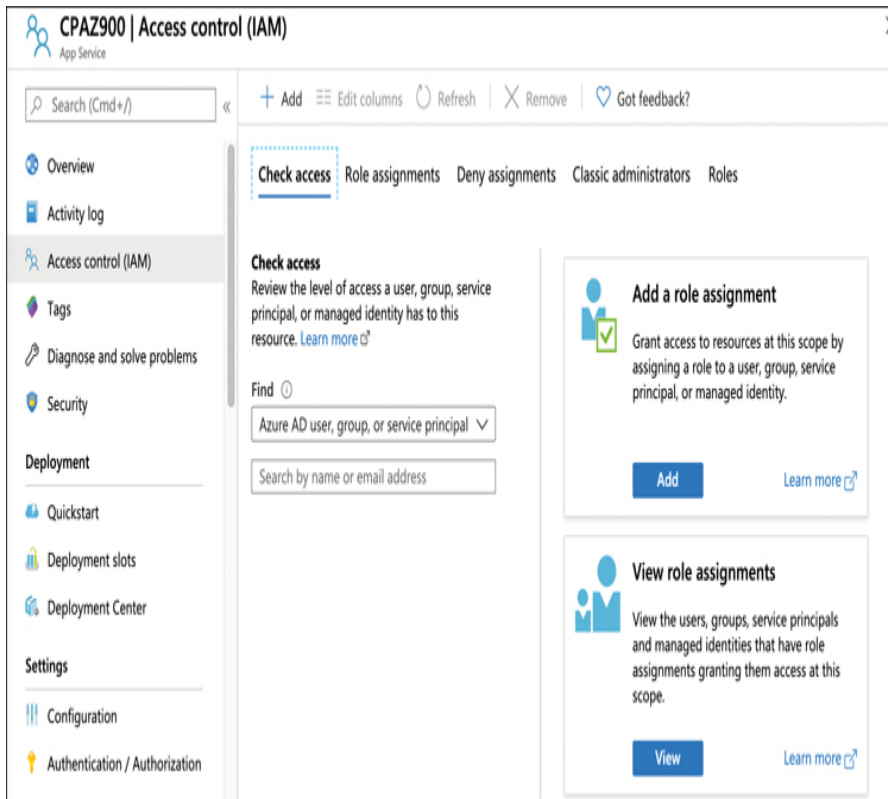 CPAZ900 | Access control (IAM)
App Service
Search (Cmd+/)
«
Overview
Activity log
Access control (IAM)
Tags
Diagnose and solve problems
Security
Deployment
Quickstart
Deployment slots
Deployment Center
Settings
Configuration
Authentication / Authorization
+ Add Edit columns Refresh Remove Got feedback?
Check access Role assignments Deny assignments Classic administrators Roles
Check access
Review the level of access a user, group, service
principal, or managed identity has to this
resource. Learn more
Find
Azure AD user, group, or service principal
Search by name or email address
Add a role assignment
Grant access to resources at this scope by
assigning a role to a user, group, service
principal, or managed identity.
Add Learn more
View role assignments
View the users, groups, service principals
and managed identities that have role
assignments granting them access at this
scope.
View Learn more